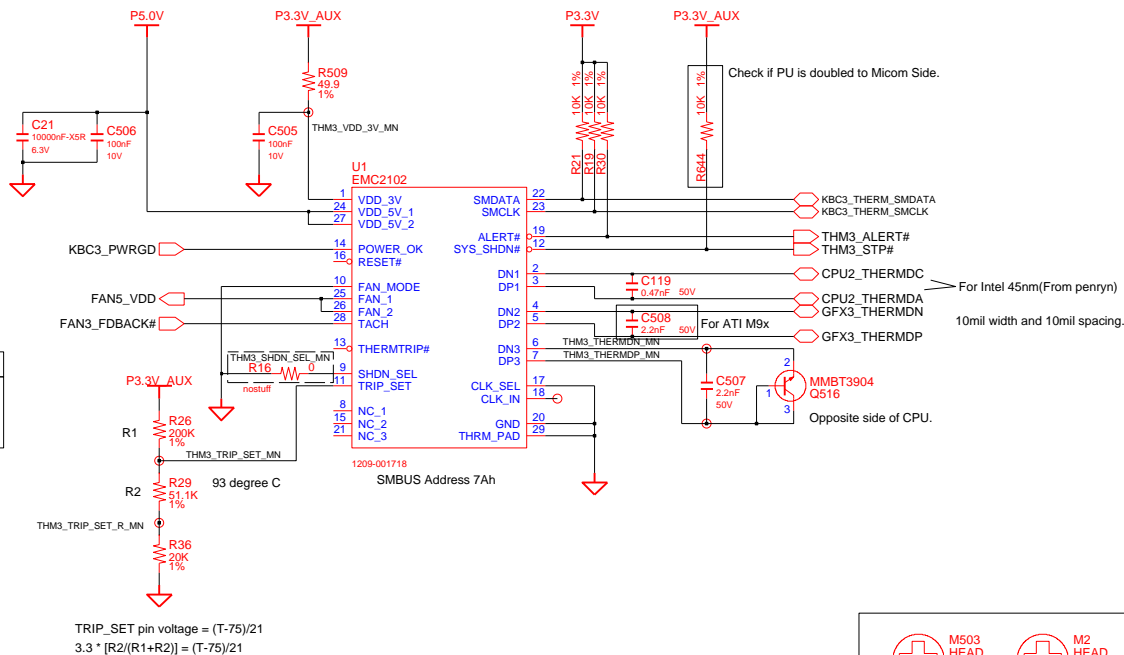 P5.0V
P3.3V_AUX
P3.3V
P3.3V_AUX
R509
49.9
1%
Check if PU is doubled to Micom Side.
10K 1%
10K 1%
10K 1%
10K 1%
R21
R19
R30
R644
C21
10000nF-X5R
6.3V
C506
100nF
10V
C505
100nF
10V
THM3_VDD_3V_MN
U1
EMC2102
1 VDD_3V
24 VDD_5V_1
27 VDD_5V_2
14 POWER_OK
16 RESET#
10 FAN_MODE
25 FAN_1
26 FAN_2
28 TACH
13 THERMTRIP#
9 SHDN_SEL
11 TRIP_SET
8 NC_1
15 NC_2
21 NC_3
SMDATA 22
SMCLK 23
ALERT# 19
SYS_SHDN# 12
DN1 2
DP1 3
DN2 4
DP2 5
DN3 6
DP3 7
CLK_SEL 17
CLK_IN 18
GND 20
THRM_PAD 29
KBC3_PWRGD
FAN5_VDD
FAN3_FDBACK#
KBC3_THERM_SMDATA
KBC3_THERM_SMCLK
THM3_ALERT#
THM3_STP#
CPU2_THERMDC
CPU2_THERMDA
GFX3_THERMDN
GFX3_THERMDP
C119
0.47nF 50V
C508
2.2nF 50V
For ATI M9x
For Intel 45nm(From penryn)
10mil width and 10mil spacing.
THM3_THERMDN_MN
THM3_THERMDP_MN
C507
2.2nF
50V
2
1
3
MMBT3904
Q516
Opposite side of CPU.
THM3_SHDN_SEL_MN
R16 0
nostuff
P3.3V_AUX
R1
R26
200K
1%
THM3_TRIP_SET_MN
93 degree C
R2
R29
51.1K
1%
THM3_TRIP_SET_R_MN
R36
20K
1%
1209-001718
SMBUS Address 7Ah
TRIP_SET pin voltage = (T-75)/21
3.3 * [R2/(R1+R2)] = (T-75)/21
M503
HEAD
M2
HEAD